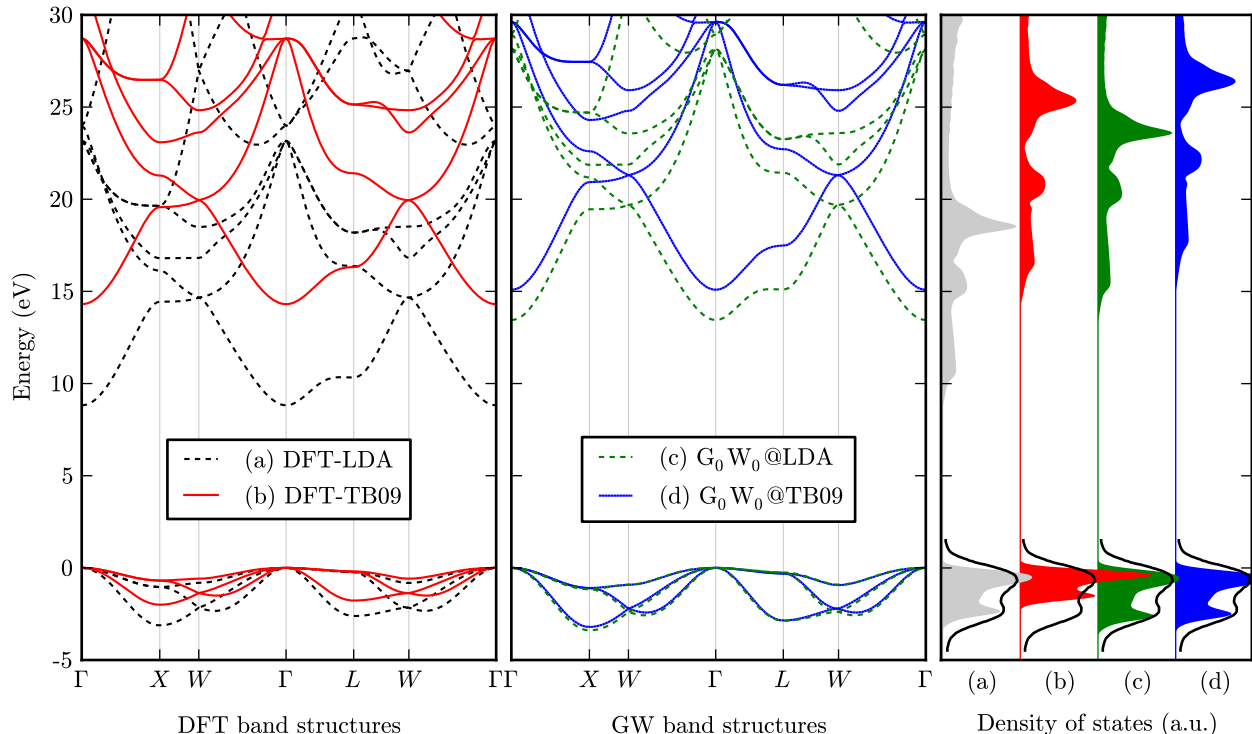 30
25
20
15
10
5
0
-5
Energy (eV)
(a) DFT-LDA
(b) DFT-TB09
(c) G₀W₀@LDA
(d) G₀W₀@TB09
Γ X W Γ L W Γ
Γ X W Γ L W Γ
(a) (b) (c) (d)
DFT band structures
GW band structures
Density of states (a.u.)